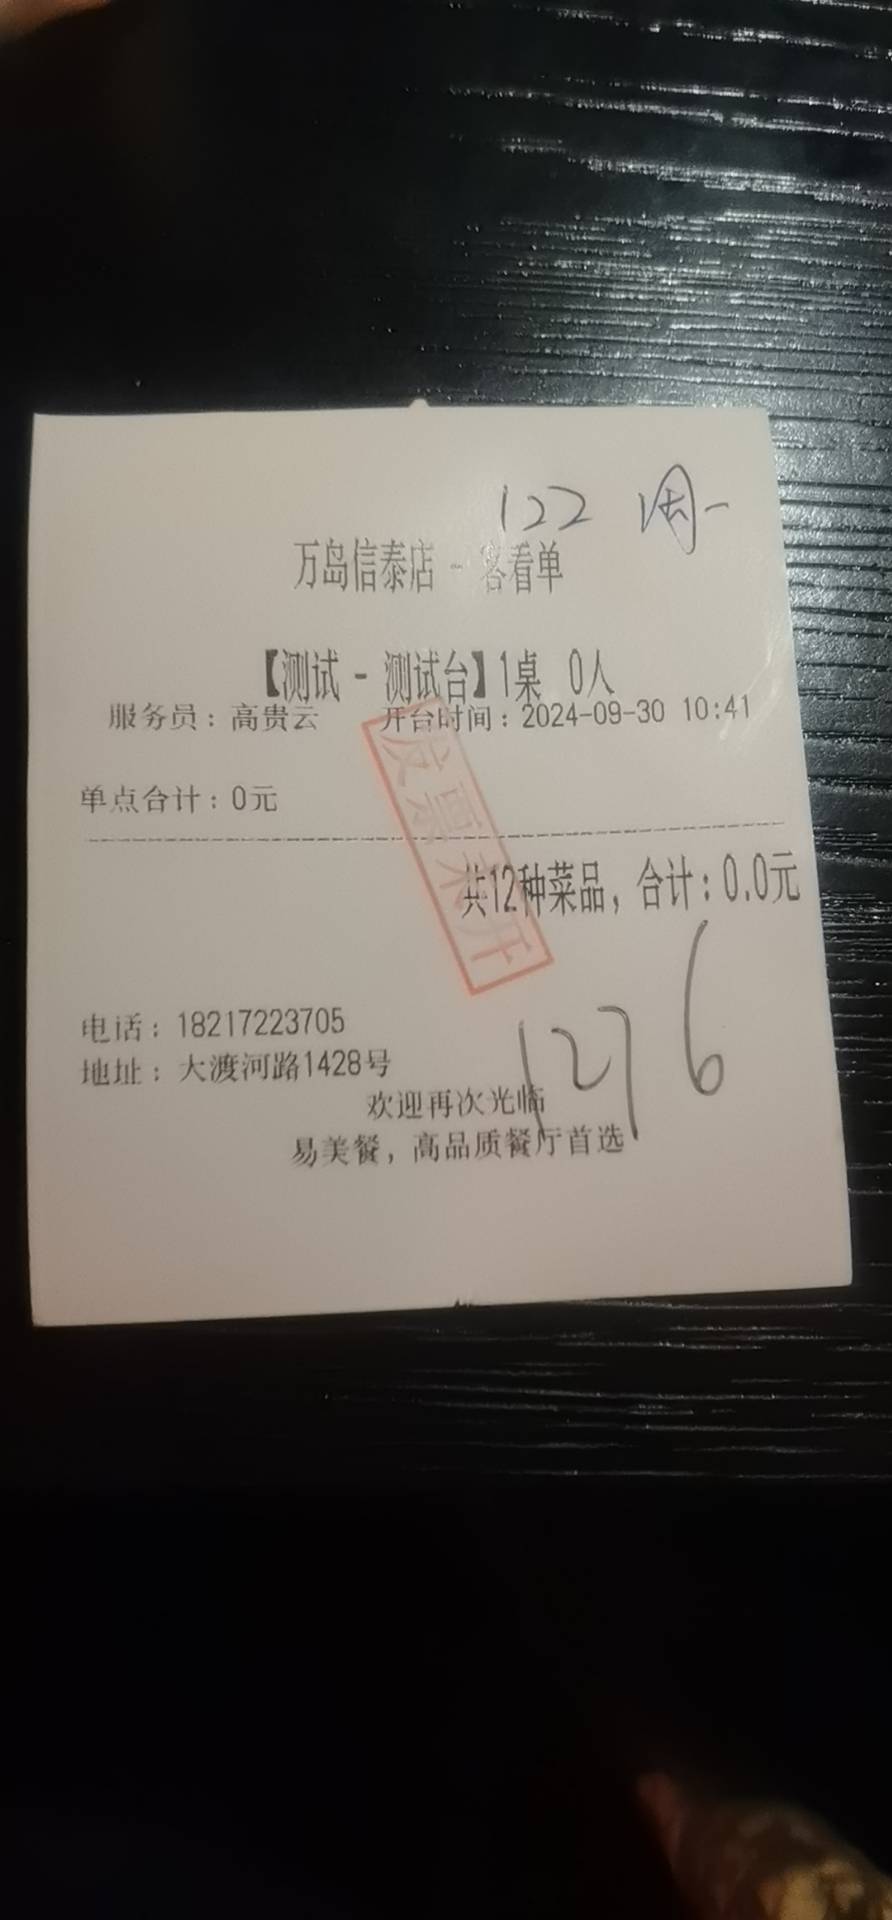 122 周一
万岛信泰店 - 客看单
【测试 - 测试台】1桌 0人
服务员：高贵云 开台时间：2024-09-30 10:41
单点合计：0元
发票未开
共12种菜品，合计：0.0元
1276
电话：18217223705
地址：大渡河路1428号
欢迎再次光临
易美餐，高品质餐厅首选